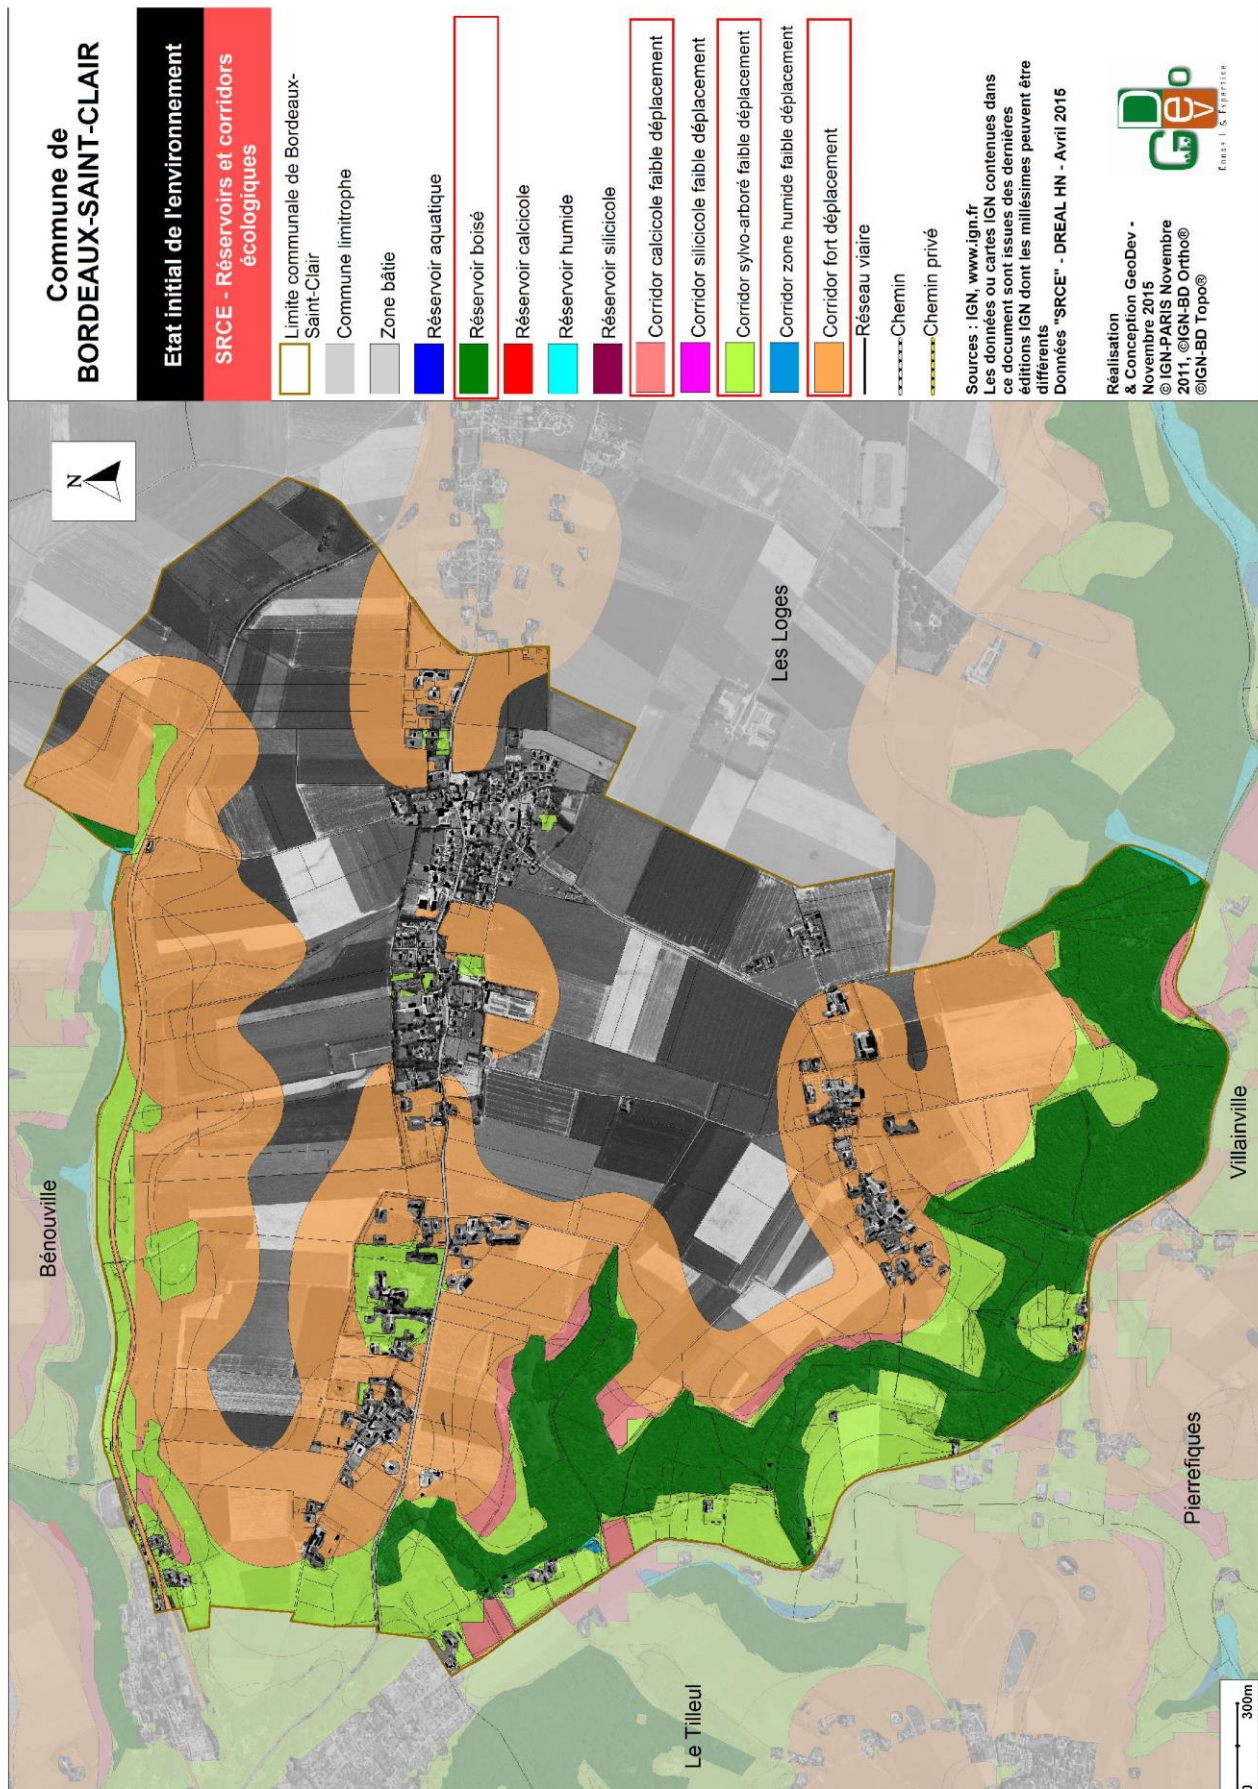 Commune de
BORDEAUX-SAINT-CLAIR
Etat initial de l'environnement
SRCE - Réservoirs et corridors
écologiques
Limite communale de Bordeaux-
Saint-Clair
Commune limitrophe
Zone bâtie
Réservoir aquatique
Réservoir boisé
Réservoir calcicole
Réservoir humide
Réservoir silicicole
Corridor calcicole faible déplacement
Corridor silicicole faible déplacement
Corridor sylvo-arboré faible déplacement
Corridor zone humide faible déplacement
Corridor fort déplacement
Réseau viaire
Chemin
Chemin privé
Sources : IGN, www.ign.fr
Les données ou cartes IGN contenues dans
ce document sont issues des dernières
éditions IGN dont les millésimes peuvent être
différents
Données "SRCE" - DREAL HN - Avril 2015
Réalisation
& Conception GeoDev -
Novembre 2015
© IGN-PARIS Novembre
2011, ©IGN-BD Ortho®
©IGN-BD Topo®
GeoDev
Conseil & Expertise
N
Bénouville
Les Loges
Villainville
Pierrefiques
Le Tilleul
0 300m